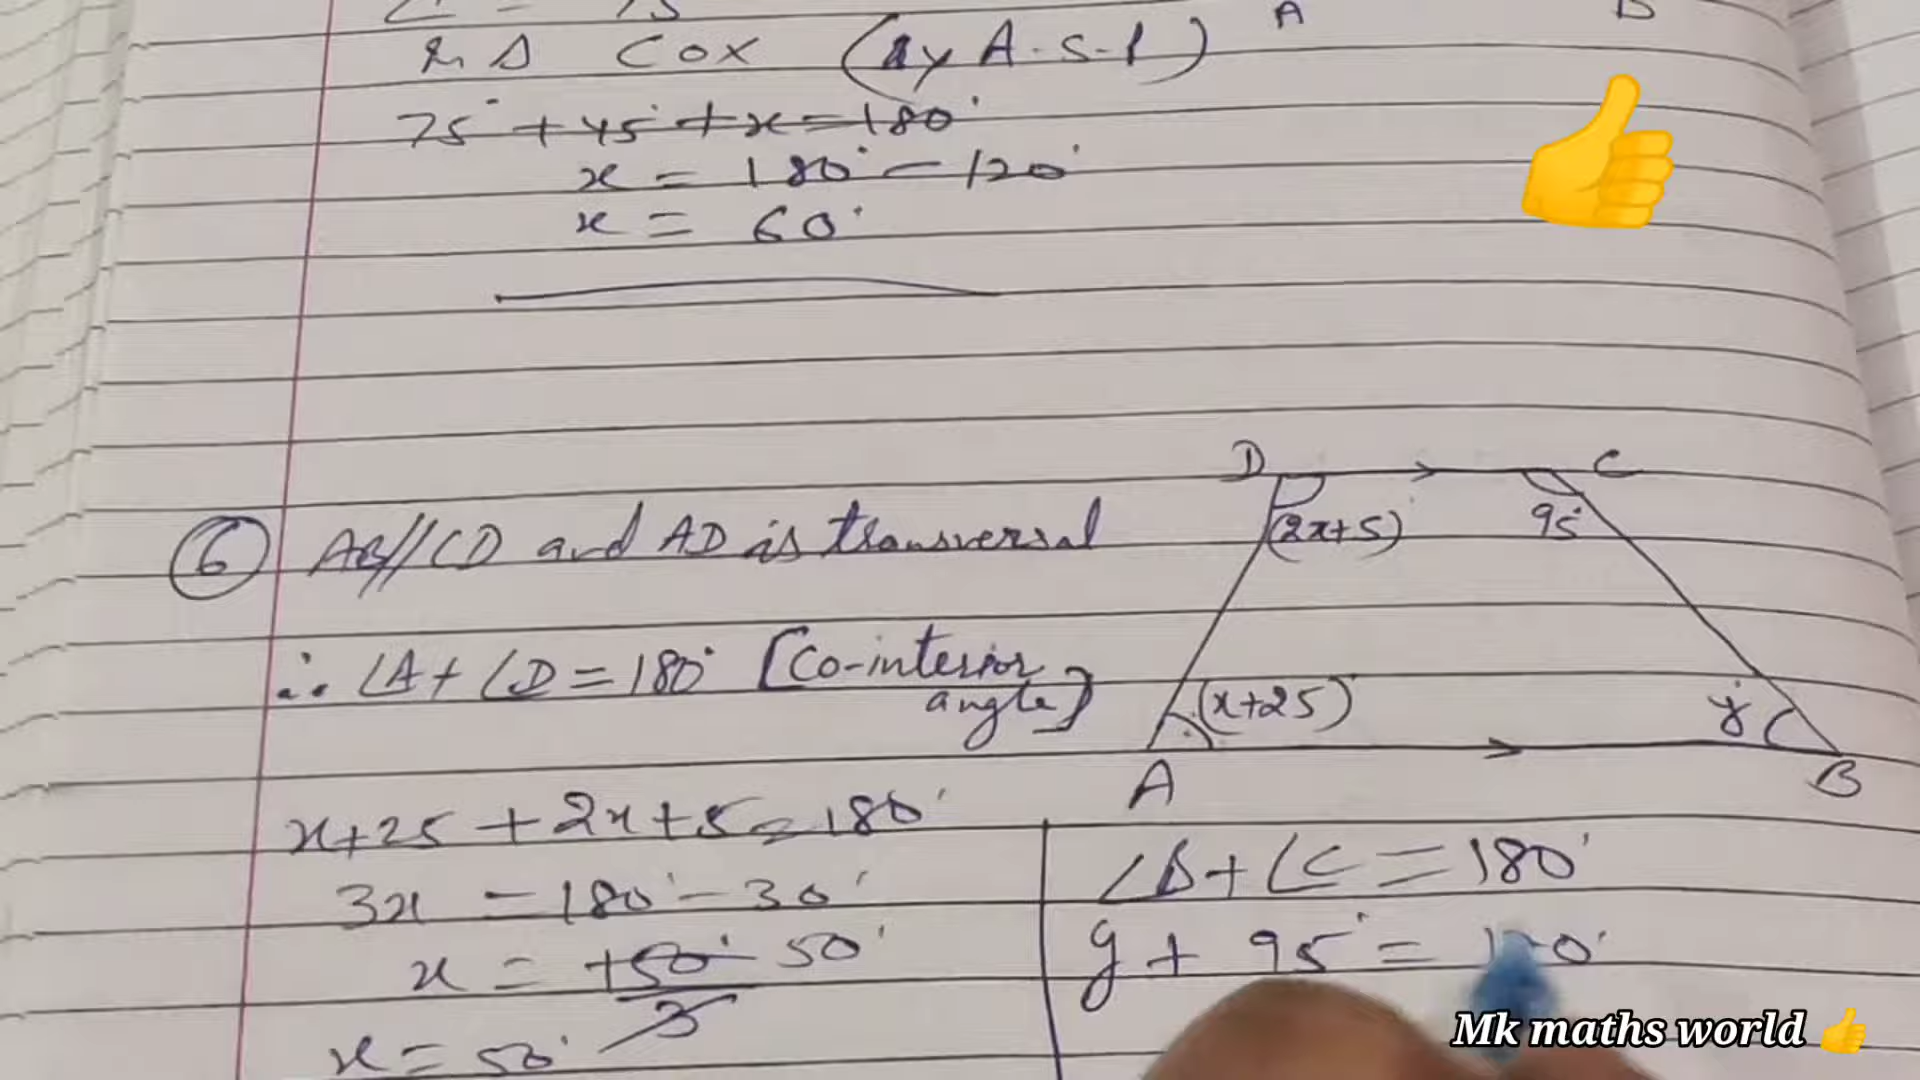 COX (By A.S.P)
A
B
75° + 45° + x = 180°
x = 180° - 120°
x = 60°
6 AB//CD and AD is transversal
∴ ∠A + ∠D = 180° [Co-interior
angle]
x+25 + 2x+5 = 180°
3x = 180° - 30°
x = 150° 50°
3
x = 50°
D
C
(2x+5)°
95°
(x+25)°
y°
A
B
∠B + ∠C = 180°
y + 95° = 180°
Mk maths world 👍